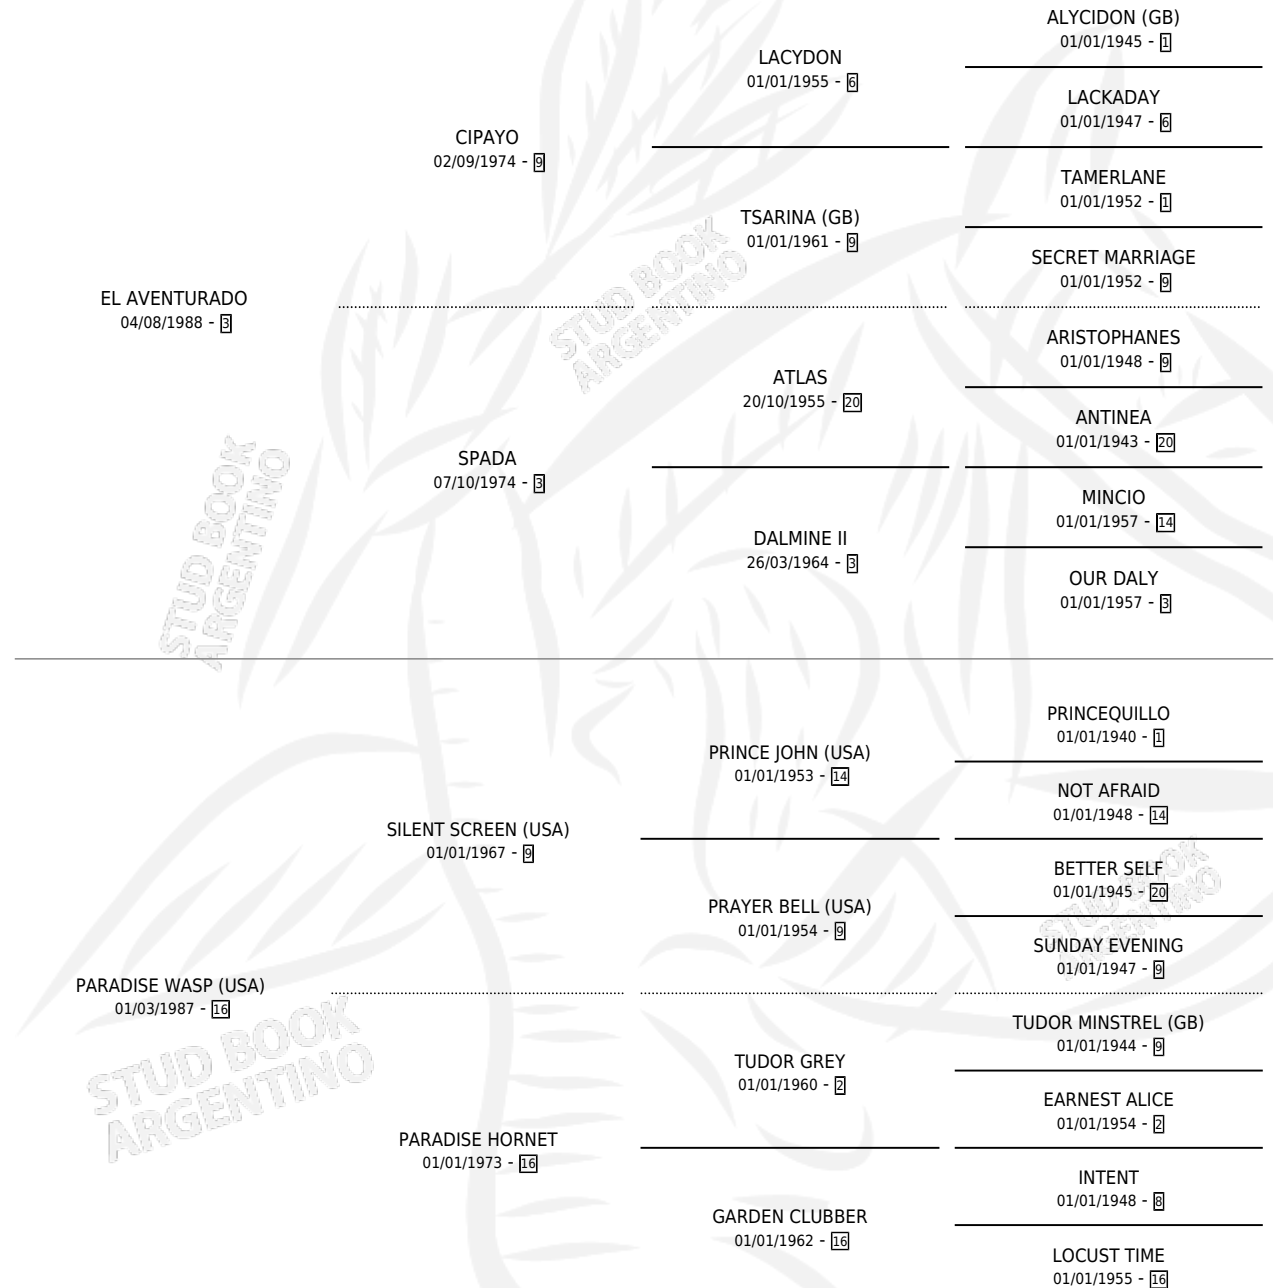 ALYCIDON (GB)
01/01/1945 - 1
LACYDON
01/01/1955 - 6
LACKADAY
01/01/1947 - 6
CIPAYO
02/09/1974 - 9
TAMERLANE
01/01/1952 - 1
TSARINA (GB)
01/01/1961 - 9
SECRET MARRIAGE
01/01/1952 - 9
EL AVENTURADO
04/08/1988 - 3
STUD BOOK
ARGENTINO
ARISTOPHANES
01/01/1948 - 9
ATLAS
20/10/1955 - 20
ANTINEA
01/01/1943 - 20
SPADA
07/10/1974 - 3
MINCIO
01/01/1957 - 14
DALMINE II
26/03/1964 - 3
OUR DALY
01/01/1957 - 3
STUD BOOK
ARGENTINO
PRINCEQUILLO
01/01/1940 - 1
PRINCE JOHN (USA)
01/01/1953 - 14
NOT AFRAID
01/01/1948 - 14
SILENT SCREEN (USA)
01/01/1967 - 9
BETTER SELF
01/01/1945 - 20
PRAYER BELL (USA)
01/01/1954 - 9
SUNDAY EVENING
01/01/1947 - 9
STUD BOOK
ARGENTINO
PARADISE WASP (USA)
01/03/1987 - 16
TUDOR MINSTREL (GB)
01/01/1944 - 9
TUDOR GREY
01/01/1960 - 2
EARNEST ALICE
01/01/1954 - 2
STUD BOOK
ARGENTINO
PARADISE HORNET
01/01/1973 - 16
INTENT
01/01/1948 - 8
GARDEN CLUBBER
01/01/1962 - 16
LOCUST TIME
01/01/1955 - 16